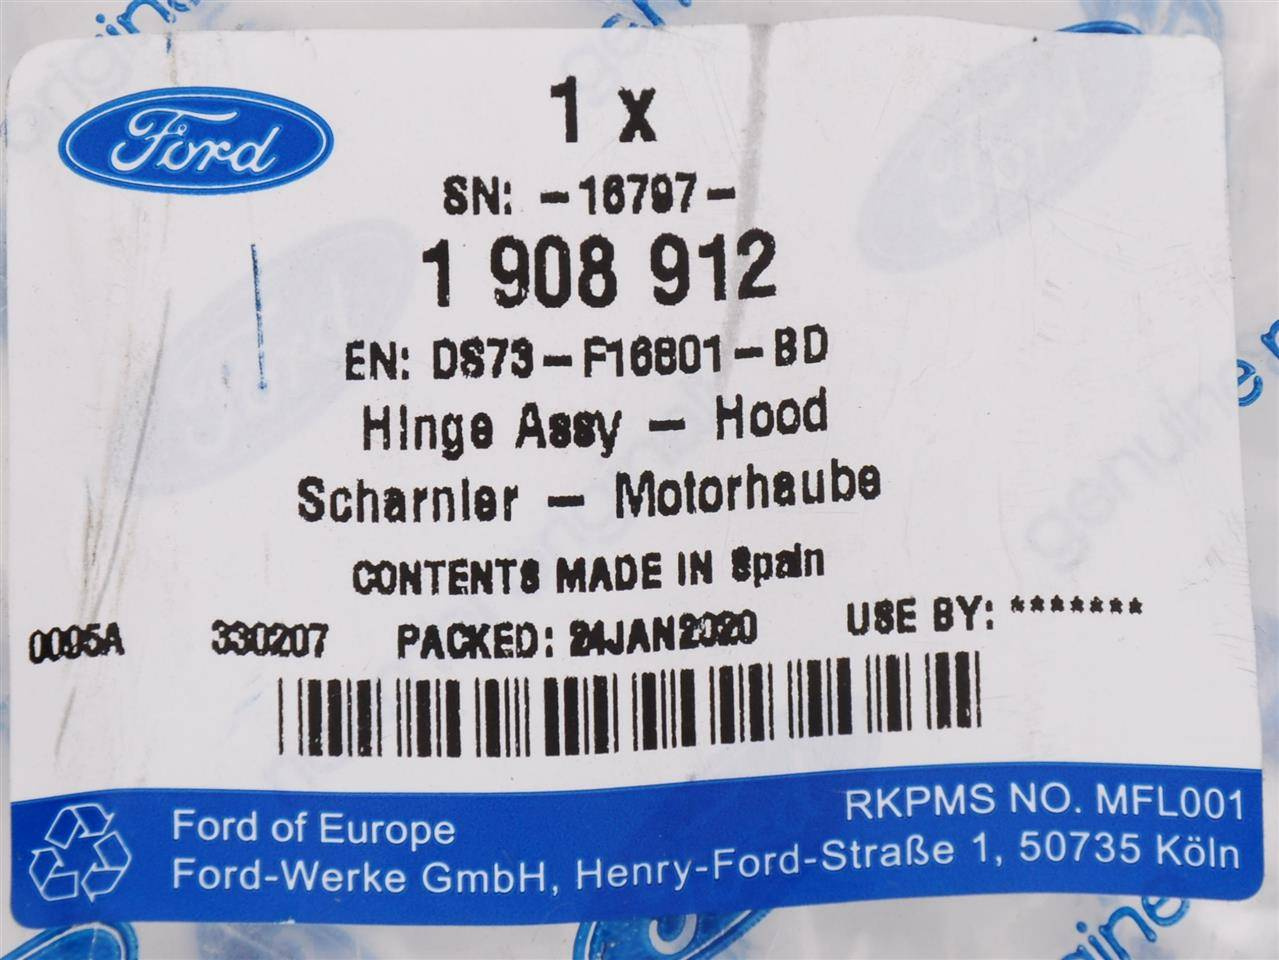 Ford
1 x
SN: -16797-
1 908 912
EN: DS73-F16801-BD
Hinge Assy - Hood
Scharnier - Motorhaube
CONTENTS MADE IN Spain
0095A 330207 PACKED: 24JAN2020 USE BY: *******
RKPMS NO. MFL001
Ford of Europe
Ford-Werke GmbH, Henry-Ford-Straße 1, 50735 Köln
genuine